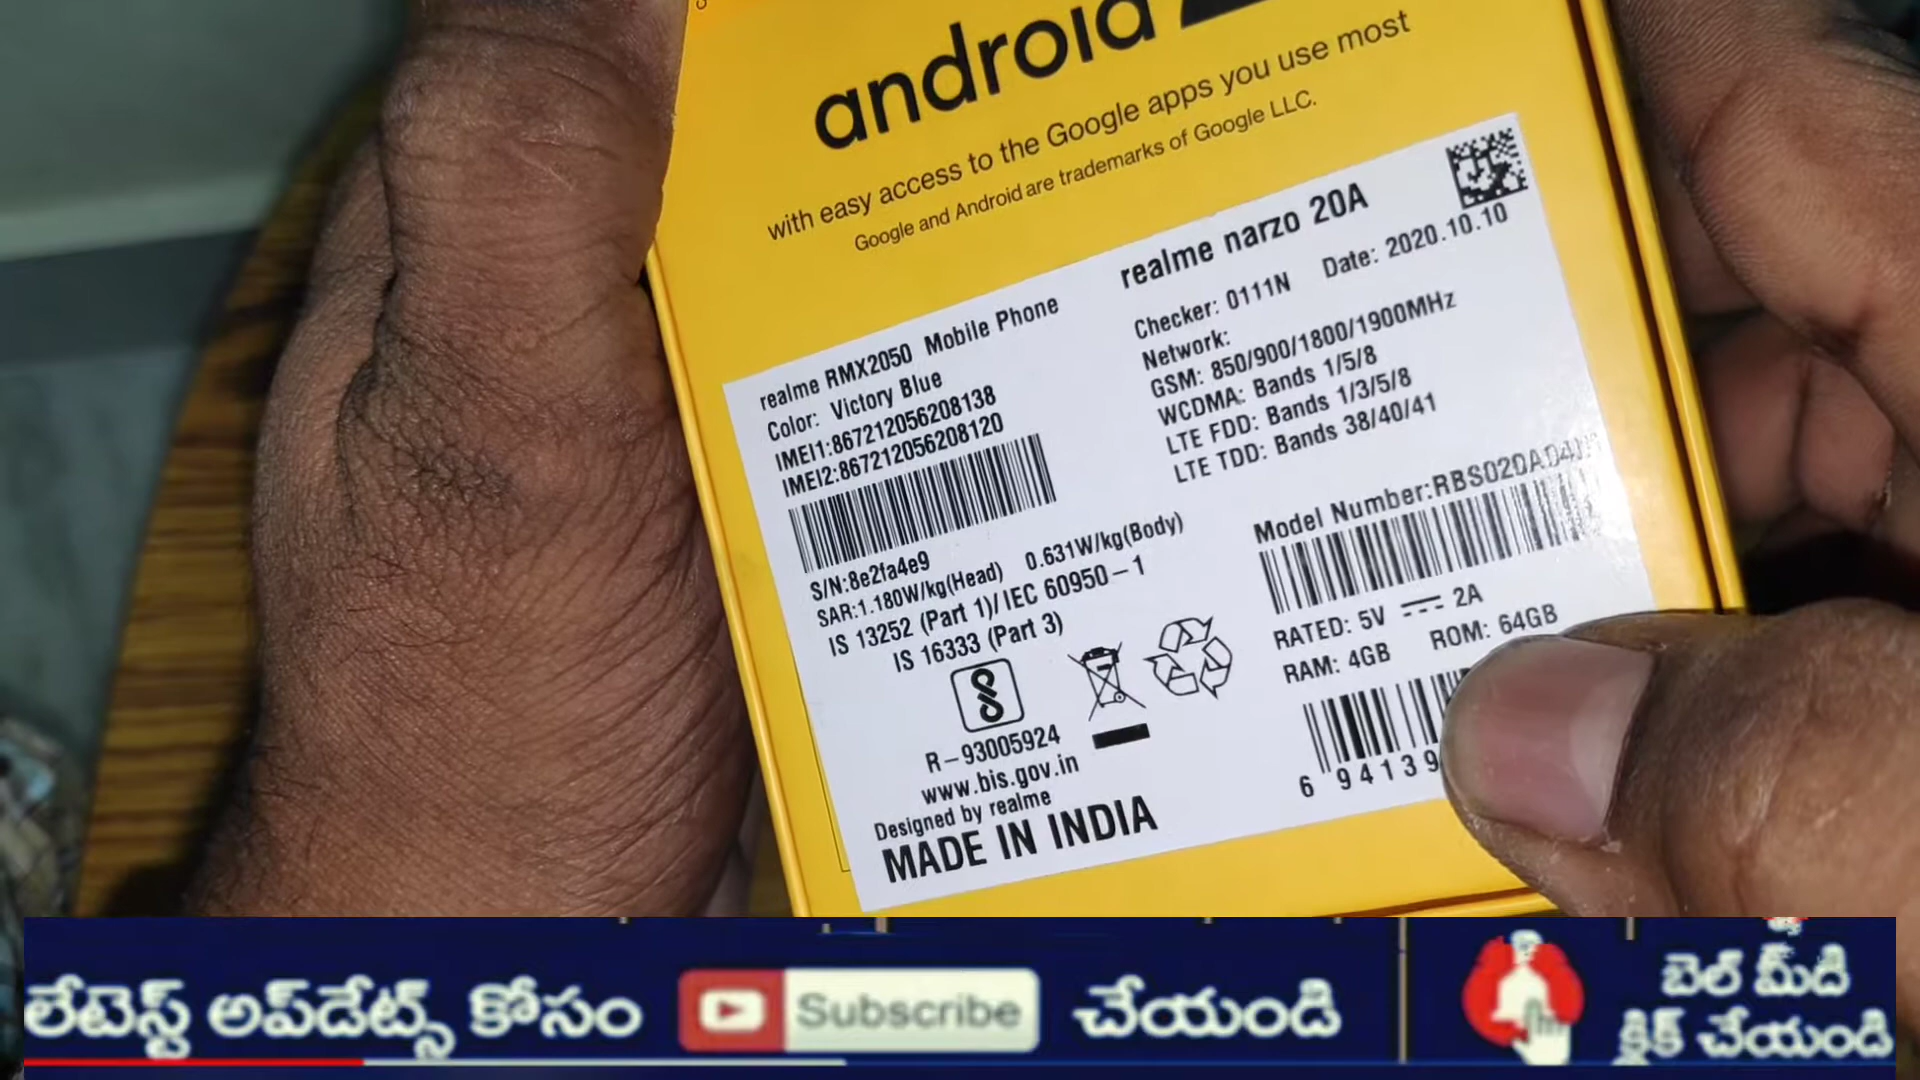 android
with easy access to the Google apps you use most
Google and Android are trademarks of Google LLC.
realme narzo 20A
realme RMX2050 Mobile Phone
Color: Victory Blue
IMEI1:867212056208138
IMEI2:867212056208120
Checker: 0111N Date: 2020.10.10
Network:
GSM: 850/900/1800/1900MHz
WCDMA: Bands 1/5/8
LTE FDD: Bands 1/3/5/8
LTE TDD: Bands 38/40/41
S/N:8e2fa4e9
SAR:1.180W/kg(Head) 0.631W/kg(Body)
IS 13252 (Part 1)/ IEC 60950-1
IS 16333 (Part 3)
R-93005924
www.bis.gov.in
Designed by realme
MADE IN INDIA
Model Number:
RATED: 5V 2A
RAM: 4GB ROM: 64GB
6 94139
లేటెస్ట్ అప్‌డేట్స్ కోసం Subscribe చేయండి
బెల్ మీద
క్లిక్ చేయండి